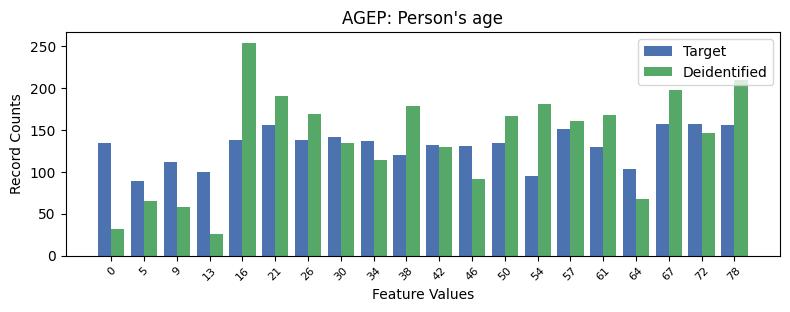 AGEP: Person's age
Target
Deidentified
Record Counts
250
200
150
100
50
0
0 5 9 13 16 21 26 30 34 38 42 46 50 54 57 61 64 67 72 78
Feature Values